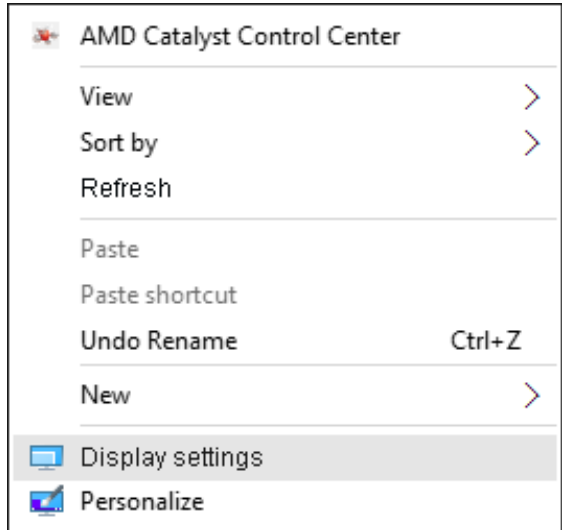 AMD Catalyst Control Center
View
Sort by
Refresh
Paste
Paste shortcut
Undo Rename Ctrl+Z
New
Display settings
Personalize